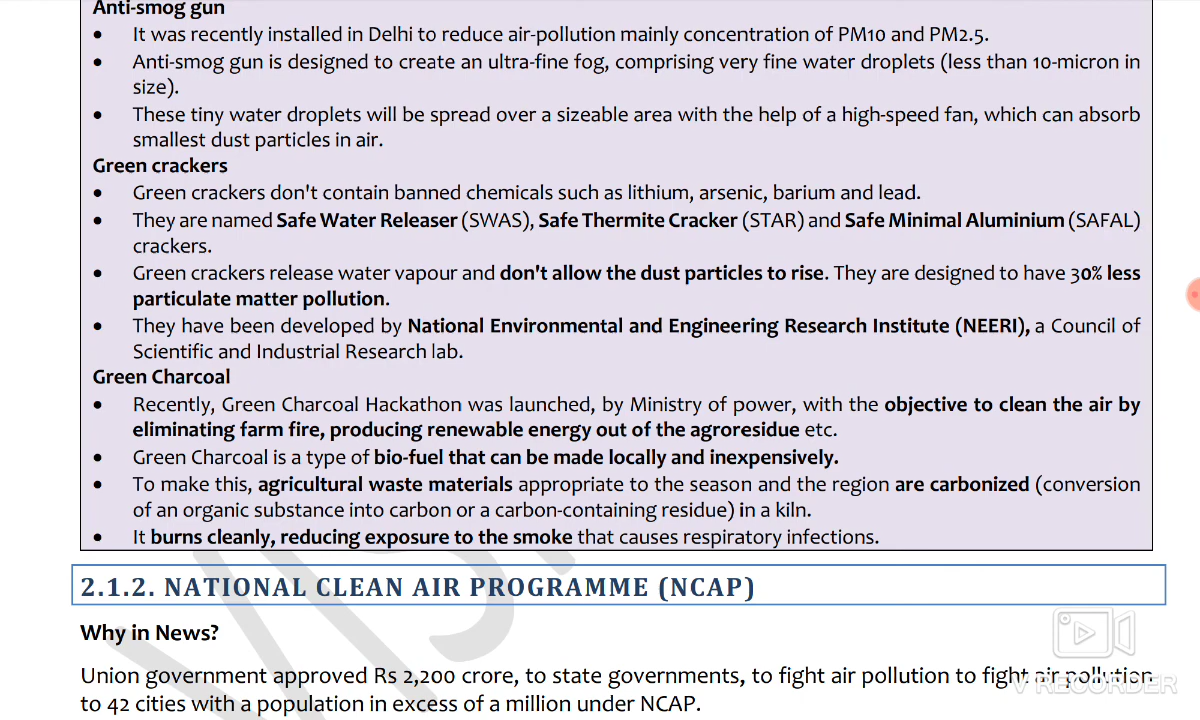 Anti-smog gun
• It was recently installed in Delhi to reduce air-pollution mainly concentration of PM10 and PM2.5.
• Anti-smog gun is designed to create an ultra-fine fog, comprising very fine water droplets (less than 10-micron in
size).
• These tiny water droplets will be spread over a sizeable area with the help of a high-speed fan, which can absorb
smallest dust particles in air.
Green crackers
• Green crackers don't contain banned chemicals such as lithium, arsenic, barium and lead.
• They are named Safe Water Releaser (SWAS), Safe Thermite Cracker (STAR) and Safe Minimal Aluminium (SAFAL)
crackers.
• Green crackers release water vapour and don't allow the dust particles to rise. They are designed to have 30% less
particulate matter pollution.
• They have been developed by National Environmental and Engineering Research Institute (NEERI), a Council of
Scientific and Industrial Research lab.
Green Charcoal
• Recently, Green Charcoal Hackathon was launched, by Ministry of power, with the objective to clean the air by
eliminating farm fire, producing renewable energy out of the agroresidue etc.
• Green Charcoal is a type of bio-fuel that can be made locally and inexpensively.
• To make this, agricultural waste materials appropriate to the season and the region are carbonized (conversion
of an organic substance into carbon or a carbon-containing residue) in a kiln.
• It burns cleanly, reducing exposure to the smoke that causes respiratory infections.
2.1.2. NATIONAL CLEAN AIR PROGRAMME (NCAP)
Why in News?
Union government approved Rs 2,200 crore, to state governments, to fight air pollution to fight air pollution
to 42 cities with a population in excess of a million under NCAP.
V RECORDER